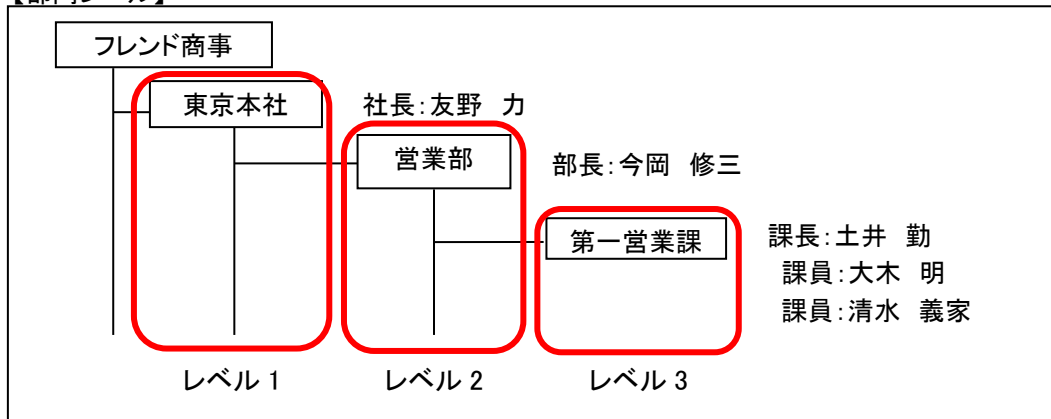 フレンド商事
東京本社
社長:友野 力
営業部
部長:今岡 修三
第一営業課
課長:土井 勤
課員:大木 明
課員:清水 義家
レベル 1
レベル 2
レベル 3